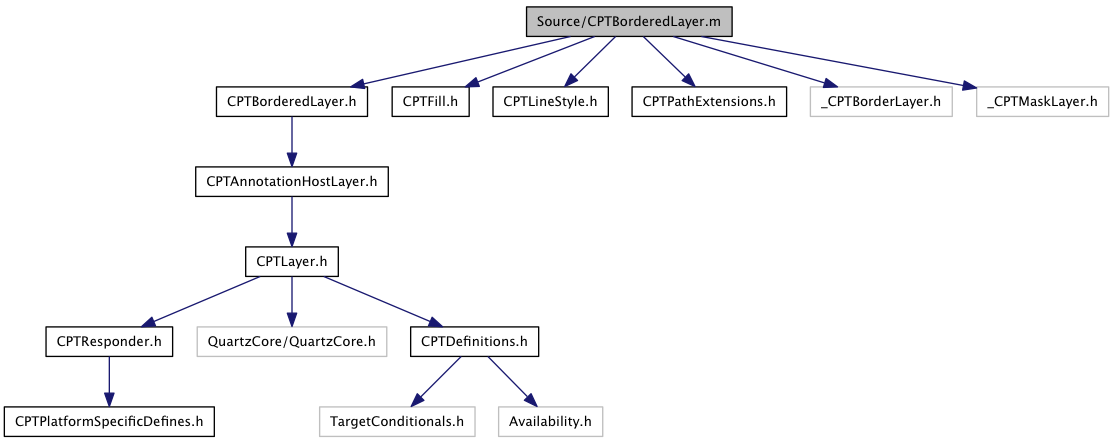 Source/CPTBorderedLayer.m
CPTBorderedLayer.h
CPTFill.h
CPTLineStyle.h
CPTPathExtensions.h
_CPTBorderLayer.h
_CPTMaskLayer.h
CPTAnnotationHostLayer.h
CPTLayer.h
CPTResponder.h
QuartzCore/QuartzCore.h
CPTDefinitions.h
CPTPlatformSpecificDefines.h
TargetConditionals.h
Availability.h